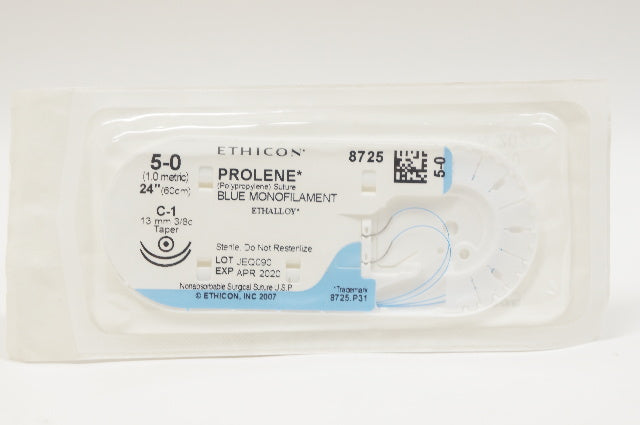 ETHICON*
5-0
(1.0 metric)
24" (60cm)
C-1
13 mm 3/8c
Taper
PROLENE*
(Polypropylene) Suture
BLUE MONOFILAMENT
ETHALLOY*
8725
5-0
Sterile, Do Not Resterilize
LOT JEQ090
EXP APR 2020
Nonabsorbable Surgical Suture U.S.P.
© ETHICON, INC 2007
*Trademark
8725.P31